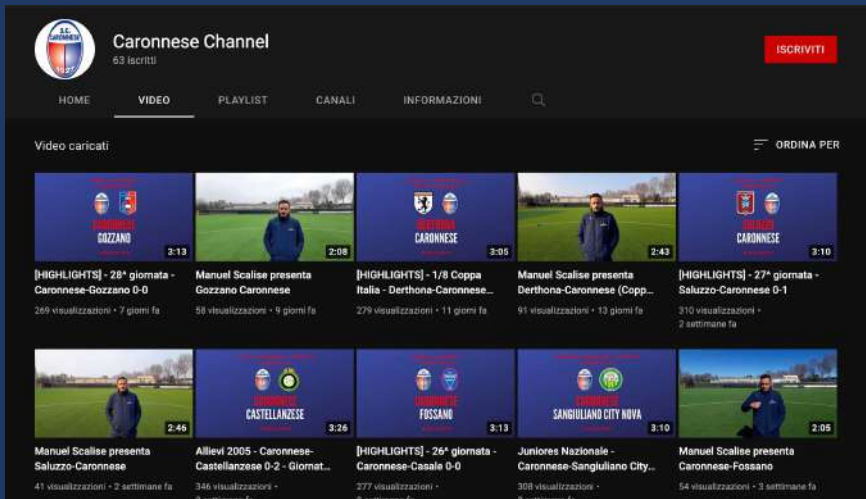 S.C.
CARONNESE
1927
Caronnese Channel
63 iscritti
ISCRIVITI
HOME
VIDEO
PLAYLIST
CANALI
INFORMAZIONI
Video caricati
ORDINA PER
CARONNESE
GOZZANO
3:13
2:08
DERTHONA
CARONNESE
3:05
2:43
SALUZZO
CARONNESE
3:10
[HIGHLIGHTS] - 28ª giornata -
Caronnese-Gozzano 0-0
269 visualizzazioni • 7 giorni fa
Manuel Scalise presenta
Gozzano Caronnese
58 visualizzazioni • 9 giorni fa
[HIGHLIGHTS] - 1/8 Coppa
Italia - Derthona-Caronnese...
279 visualizzazioni • 11 giorni fa
Manuel Scalise presenta
Derthona-Caronnese (Copp...
91 visualizzazioni • 13 giorni fa
[HIGHLIGHTS] - 27ª giornata -
Saluzzo-Caronnese 0-1
310 visualizzazioni •
2 settimane fa
2:46
CARONNESE
CASTELLANZESE
3:26
CARONNESE
FOSSANO
3:13
CARONNESE
SANGIULIANO CITY NOVA
3:10
2:05
Manuel Scalise presenta
Saluzzo-Caronnese
41 visualizzazioni • 2 settimane fa
Allievi 2005 - Caronnese-
Castellanzese 0-2 - Giornat...
346 visualizzazioni •
[HIGHLIGHTS] - 26ª giornata -
Caronnese-Casale 0-0
277 visualizzazioni •
Juniores Nazionale -
Caronnese-Sangiuliano City...
308 visualizzazioni •
Manuel Scalise presenta
Caronnese-Fossano
54 visualizzazioni • 3 settimane fa